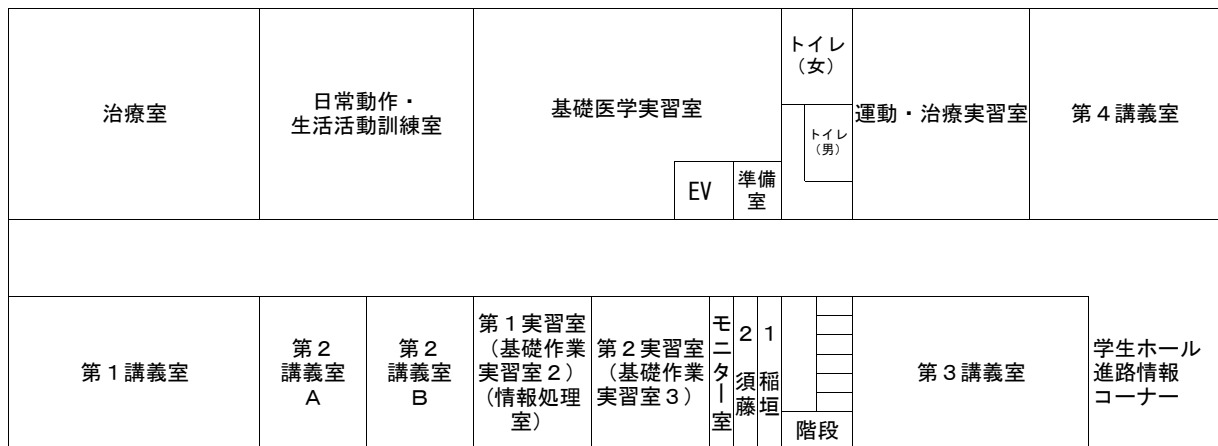 治療室
日常動作・
生活活動訓練室
基礎医学実習室
EV
準備
室
トイレ
（女）
トイレ
（男）
運動・治療実習室
第４講義室
第１講義室
第２
講義室
A
第２
講義室
B
第１実習室
（基礎作業
実習室２）
（情報処理
室）
第２実習室
（基礎作業
実習室３）
モニター室
２ 須藤
１ 稲垣
階段
第３講義室
学生ホール
進路情報
コーナー